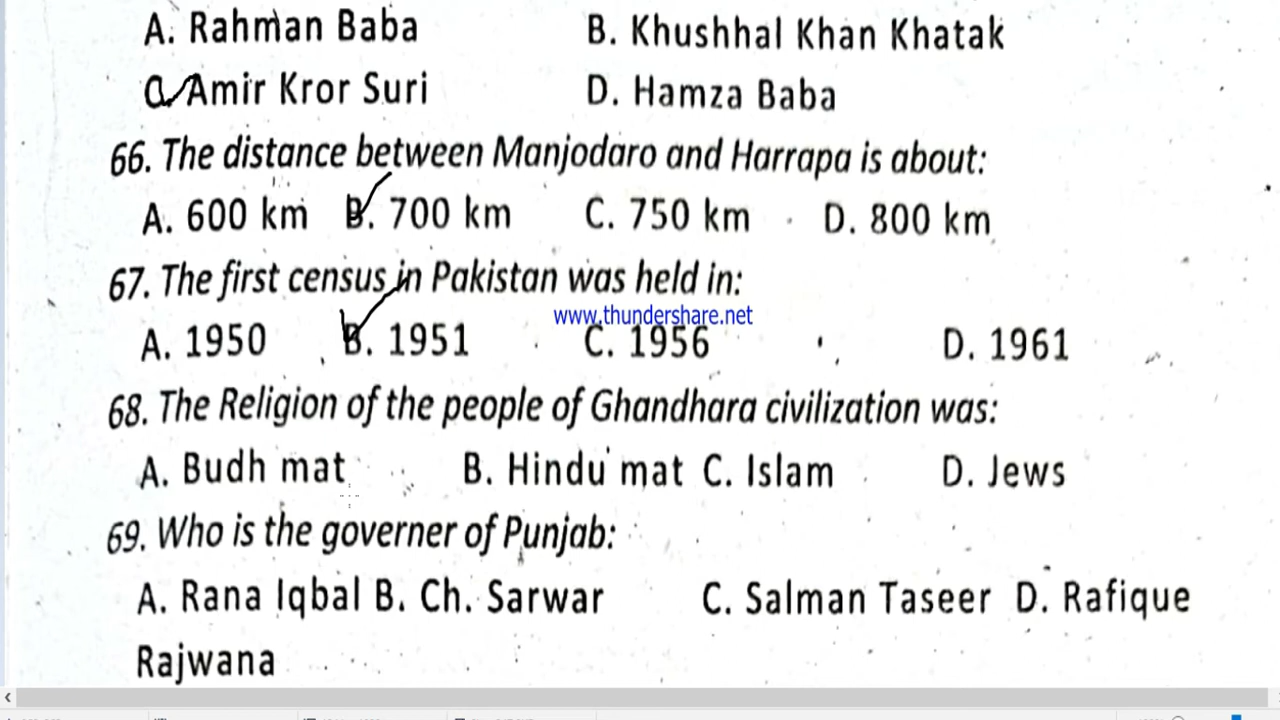 A. Rahman Baba B. Khushhal Khan Khatak
C. Amir Kror Suri D. Hamza Baba
66. The distance between Manjodaro and Harrapa is about:
A. 600 km B. 700 km C. 750 km D. 800 km
67. The first census in Pakistan was held in:
www.thundershare.net
A. 1950 B. 1951 C. 1956 D. 1961
68. The Religion of the people of Ghandhara civilization was:
A. Budh mat B. Hindu mat C. Islam D. Jews
69. Who is the governer of Punjab:
A. Rana Iqbal B. Ch. Sarwar C. Salman Taseer D. Rafique
Rajwana